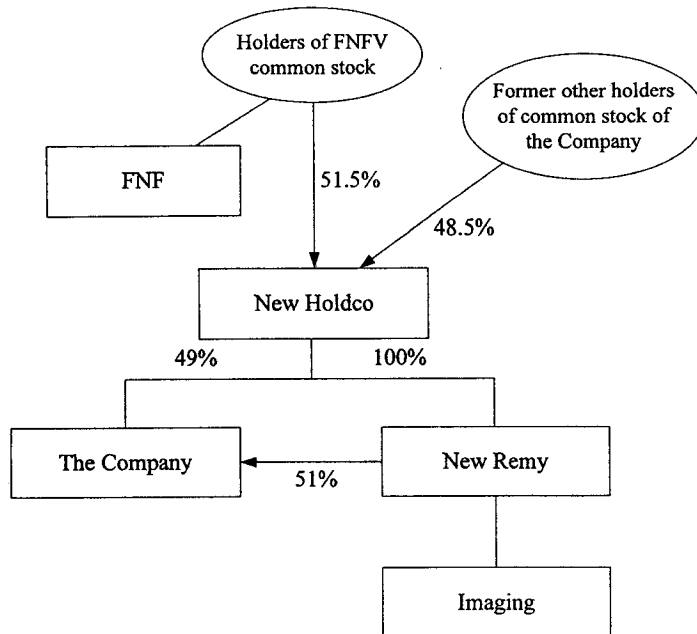 Holders of FNFV
common stock
Former other holders
of common stock of
the Company
FNF
51.5%
48.5%
New Holdco
49%
100%
The Company
51%
New Remy
Imaging